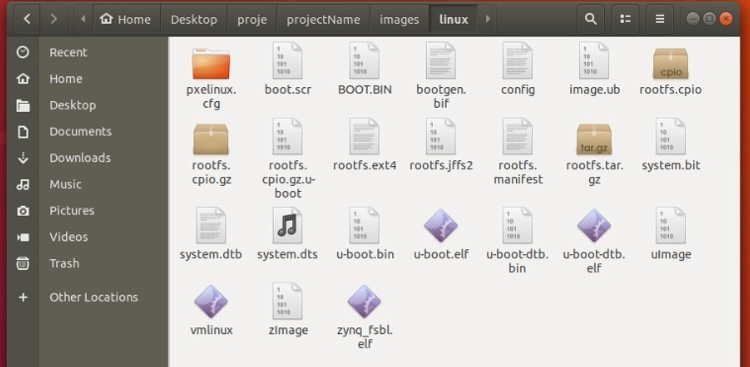 Home Desktop proje projectName images linux
Recent
Home
Desktop
Documents
Downloads
Music
Pictures
Videos
Trash
Other Locations
pxelinux.
cfg
boot.scr
BOOT.BIN
bootgen.
bif
config
image.ub
cpio
rootfs.cpio
rootfs.
cpio.gz
rootfs.
cpio.gz.u-
boot
rootfs.ext4
rootfs.jffs2
rootfs.
manifest
tar.gz
rootfs.tar.
gz
system.bit
system.dtb
system.dts
u-boot.bin
u-boot.elf
u-boot-dtb.
bin
u-boot-dtb.
elf
uImage
vmlinux
zImage
zynq_fsbl.
elf